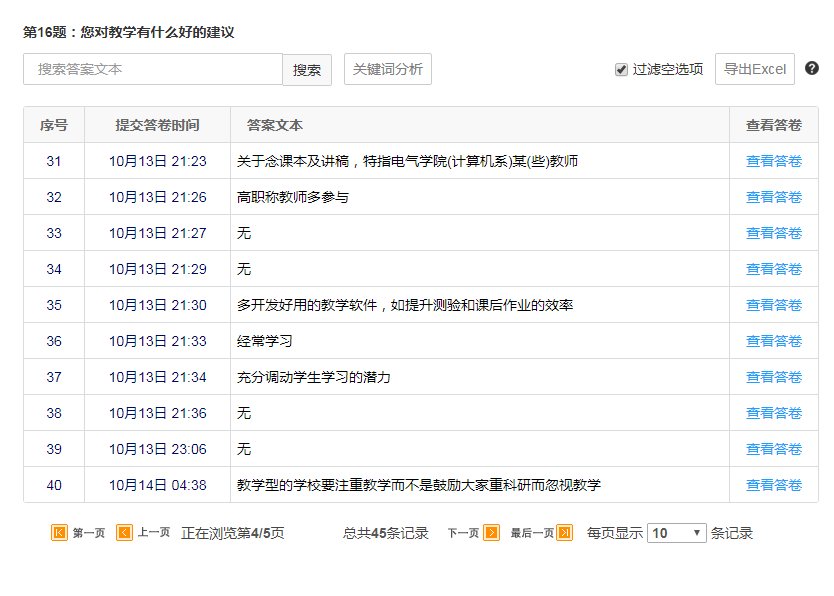 第16题：您对教学有什么好的建议
搜索答案文本 搜索 关键词分析 过滤空选项 导出Excel ?
序号 提交答卷时间 答案文本 查看答卷
31 10月13日 21:23 关于念课本及讲稿，特指电气学院(计算机系)某(些)教师 查看答卷
32 10月13日 21:26 高职称教师多参与 查看答卷
33 10月13日 21:27 无 查看答卷
34 10月13日 21:29 无 查看答卷
35 10月13日 21:30 多开发好用的教学软件，如提升测验和课后作业的效率 查看答卷
36 10月13日 21:33 经常学习 查看答卷
37 10月13日 21:34 充分调动学生学习的潜力 查看答卷
38 10月13日 21:36 无 查看答卷
39 10月13日 23:06 无 查看答卷
40 10月14日 04:38 教学型的学校要注重教学而不是鼓励大家重科研而忽视教学 查看答卷
第一页 上一页 正在浏览第4/5页 总共45条记录 下一页 最后一页 每页显示 10 条记录